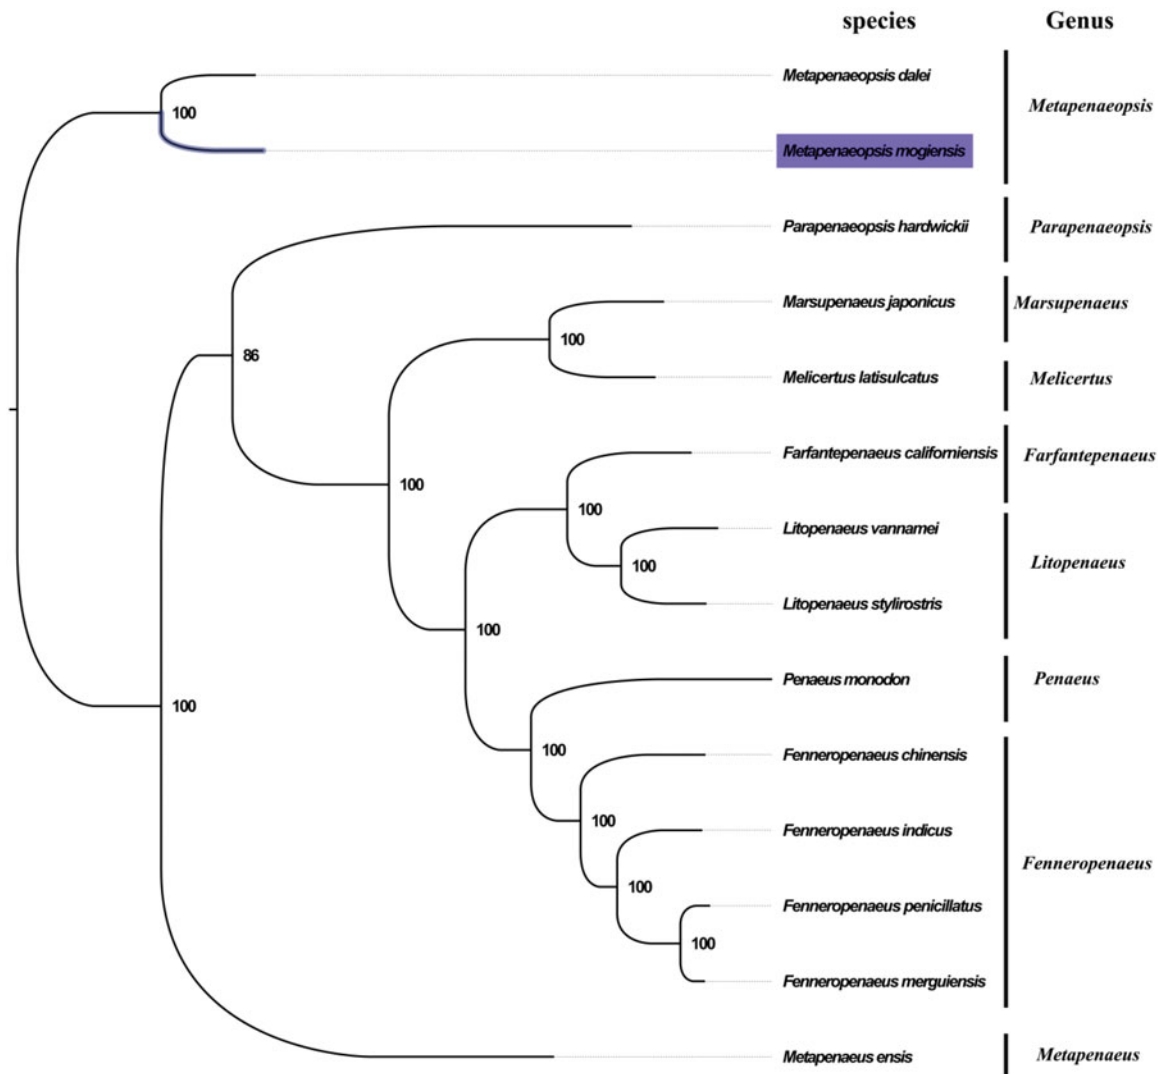 species Genus
Metapenaeopsis dalei
100
Metapenaeopsis
Metapenaeopsis mogiensis
Parapenaeopsis hardwickii
Parapenaeopsis
Marsupenaeus japonicus
Marsupenaeus
100
86
Melicertus latisulcatus
Melicertus
Farfantepenaeus californiensis
Farfantepenaeus
100
100
Litopenaeus vannamei
Litopenaeus
100
Litopenaeus stylirostris
100
Penaeus monodon
Penaeus
100
100
Fenneropenaeus chinensis
100
Fenneropenaeus indicus
Fenneropenaeus
100
Fenneropenaeus penicillatus
100
Fenneropenaeus merguiensis
Metapenaeus ensis
Metapenaeus